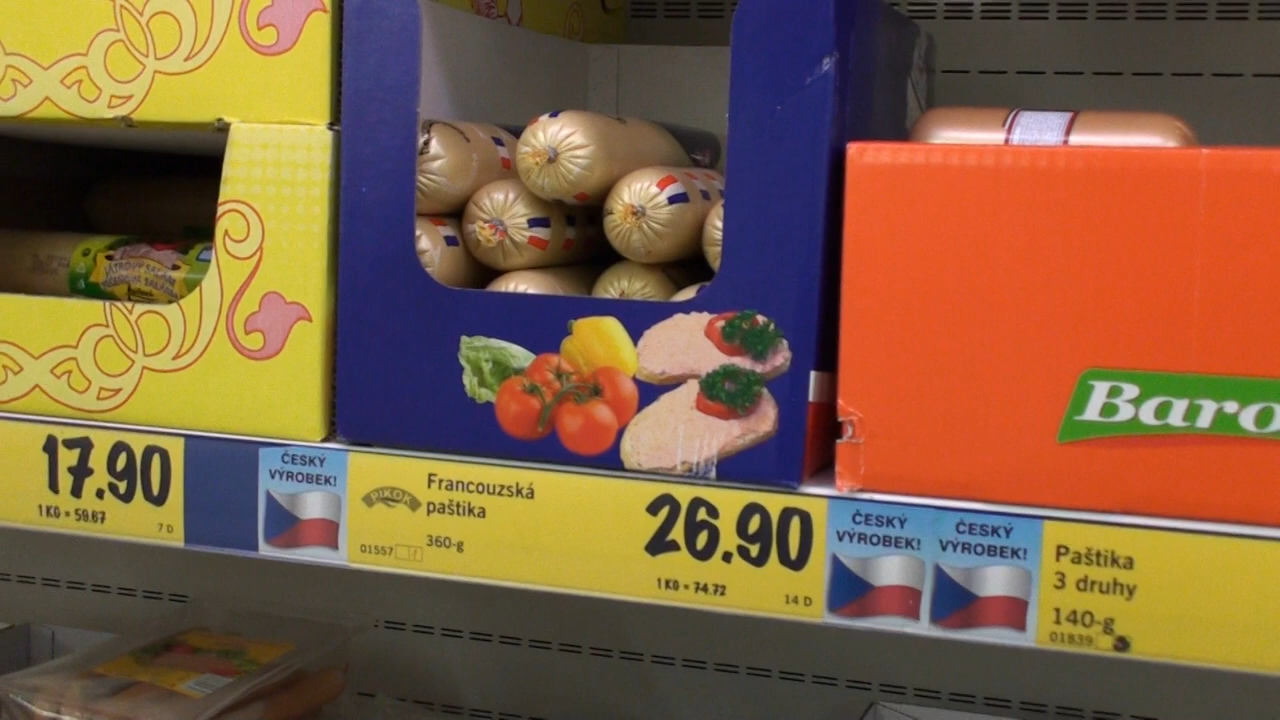 17.90
1 KG = 59.67
7 D
ČESKÝ
VÝROBEK!
PIKOK
Francouzská
paštika
360-g
01557
26.90
1 KG = 74.72
14 D
ČESKÝ
VÝROBEK!
ČESKÝ
VÝROBEK!
Paštika
3 druhy
140-g
01839
Baro